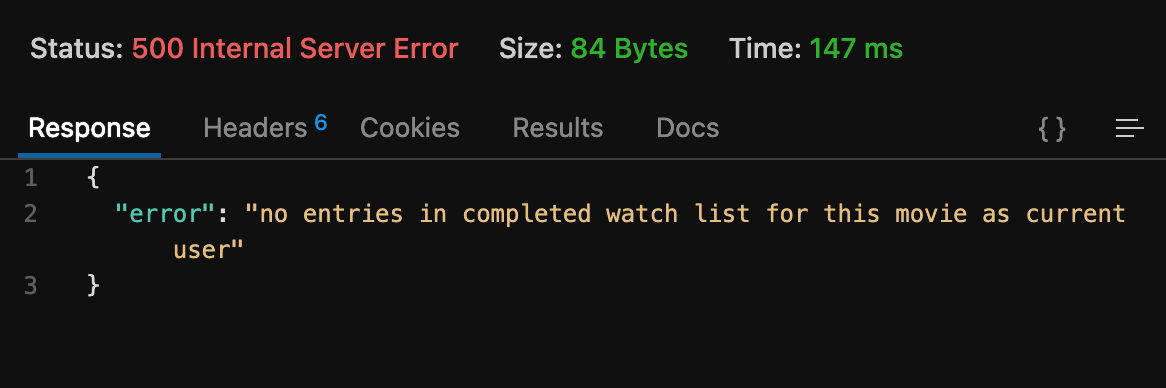 Status: 500 Internal Server Error Size: 84 Bytes Time: 147 ms
Response Headers 6 Cookies Results Docs { }
1 {
2 "error": "no entries in completed watch list for this movie as current
user"
3 }